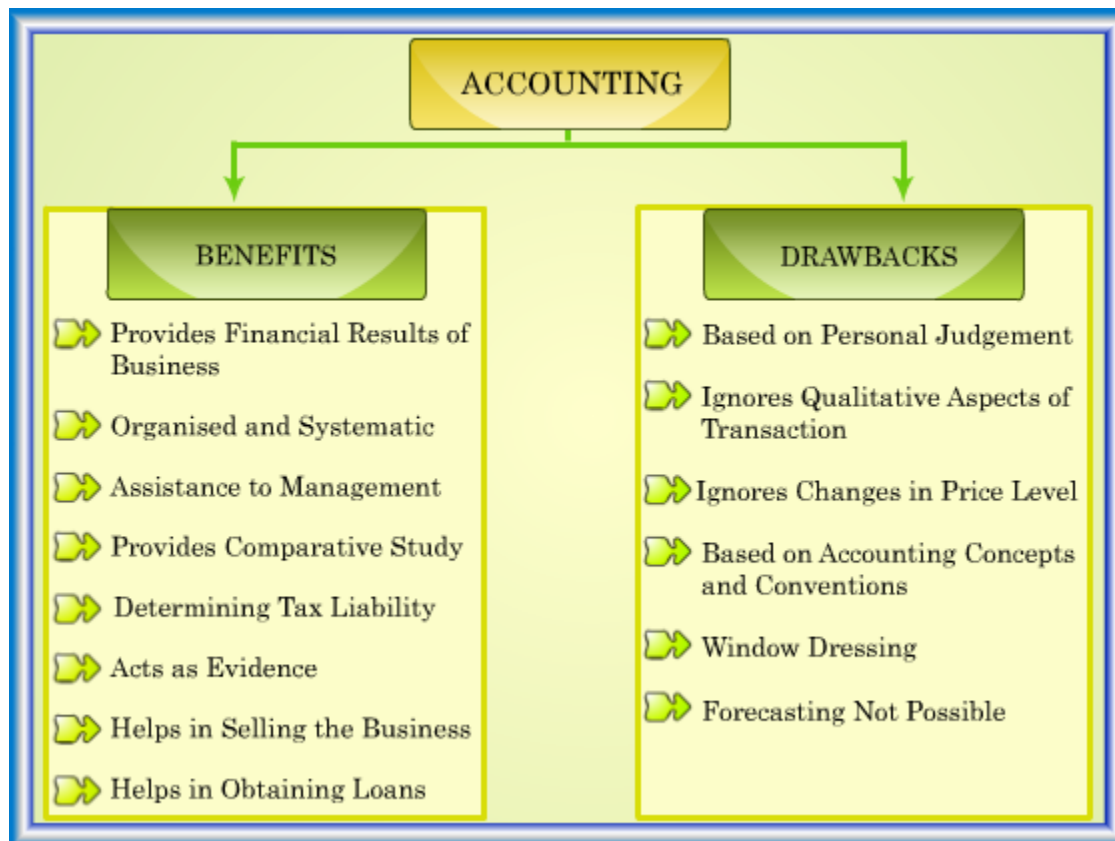 ACCOUNTING
BENEFITS
Provides Financial Results of
Business
Organised and Systematic
Assistance to Management
Provides Comparative Study
Determining Tax Liability
Acts as Evidence
Helps in Selling the Business
Helps in Obtaining Loans
DRAWBACKS
Based on Personal Judgement
Ignores Qualitative Aspects of
Transaction
Ignores Changes in Price Level
Based on Accounting Concepts
and Conventions
Window Dressing
Forecasting Not Possible